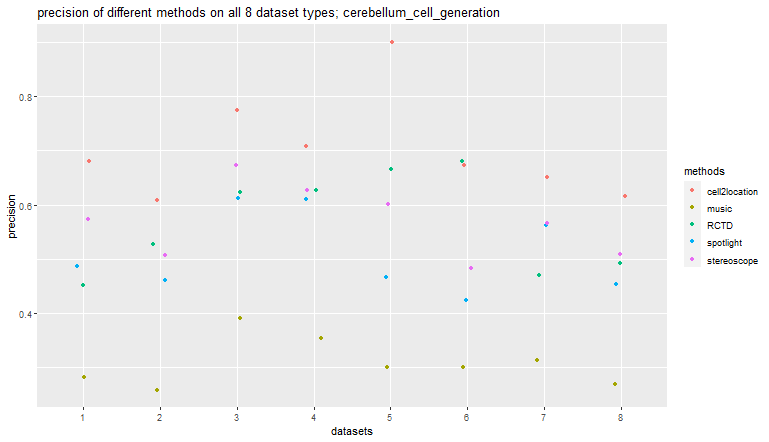 precision of different methods on all 8 dataset types; cerebellum_cell_generation
precision
0.8
0.6
0.4
1 2 3 4 5 6 7 8
datasets
methods
cell2location
music
RCTD
spotlight
stereoscope